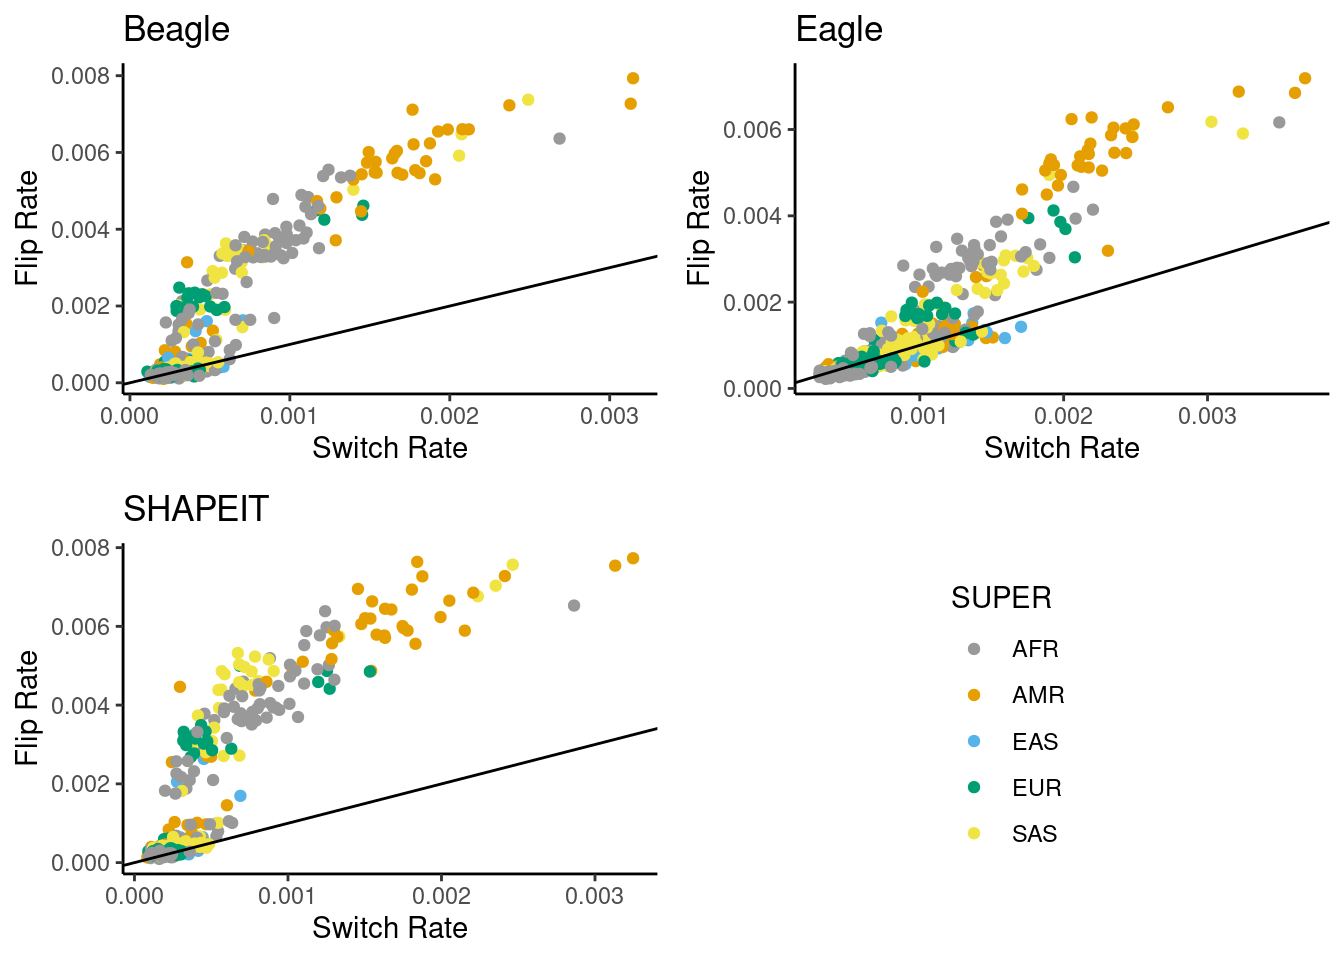 Beagle
0.008
0.006
0.004
0.002
0.000
Flip Rate
0.000 0.001 0.002 0.003
Switch Rate
Eagle
0.006
0.004
0.002
0.000
Flip Rate
0.001 0.002 0.003
Switch Rate
SHAPEIT
0.008
0.006
0.004
0.002
0.000
Flip Rate
0.000 0.001 0.002 0.003
Switch Rate
SUPER
AFR
AMR
EAS
EUR
SAS